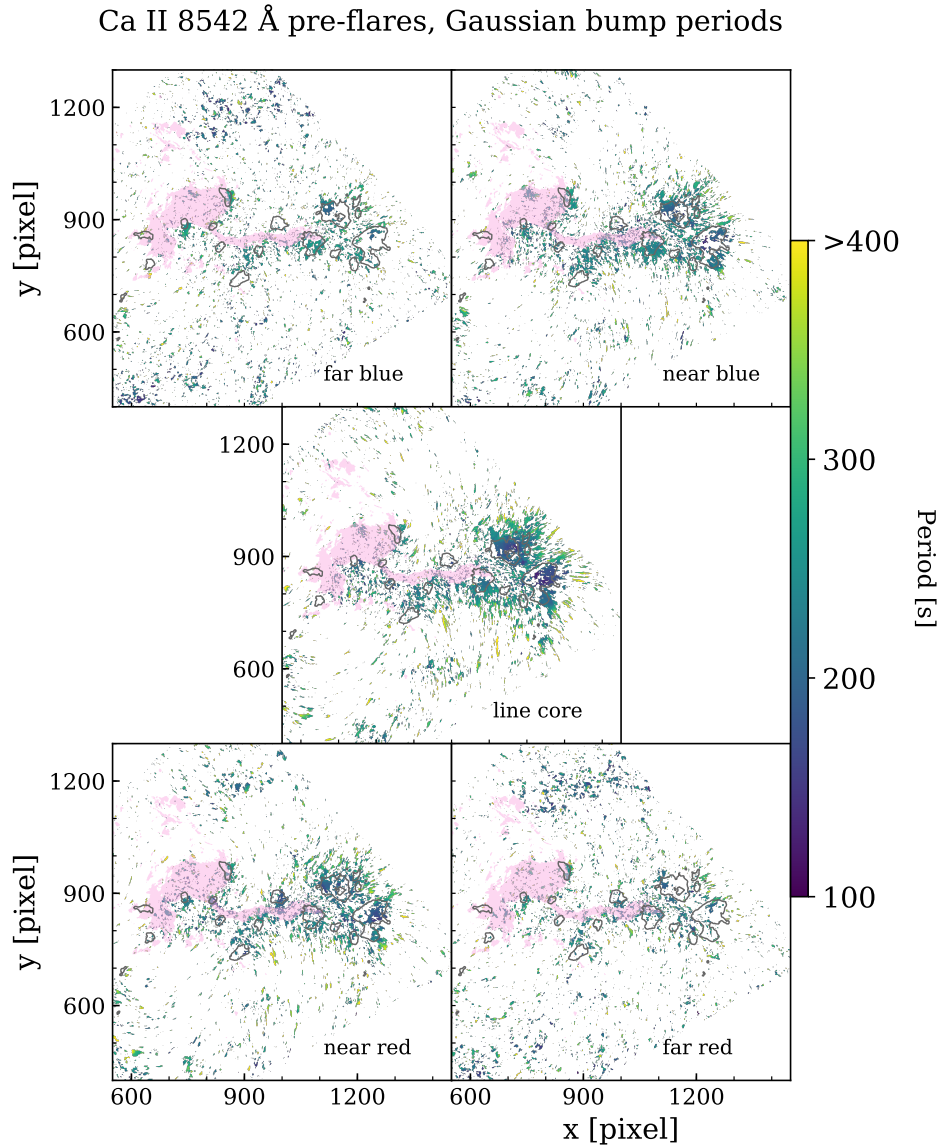 Ca II 8542 Å pre-flares, Gaussian bump periods
1200
900
600
y [pixel]
far blue
near blue
>400
300
200
100
Period [s]
1200
900
600
line core
1200
900
600
y [pixel]
near red
far red
600 900 1200 600 900 1200
x [pixel]